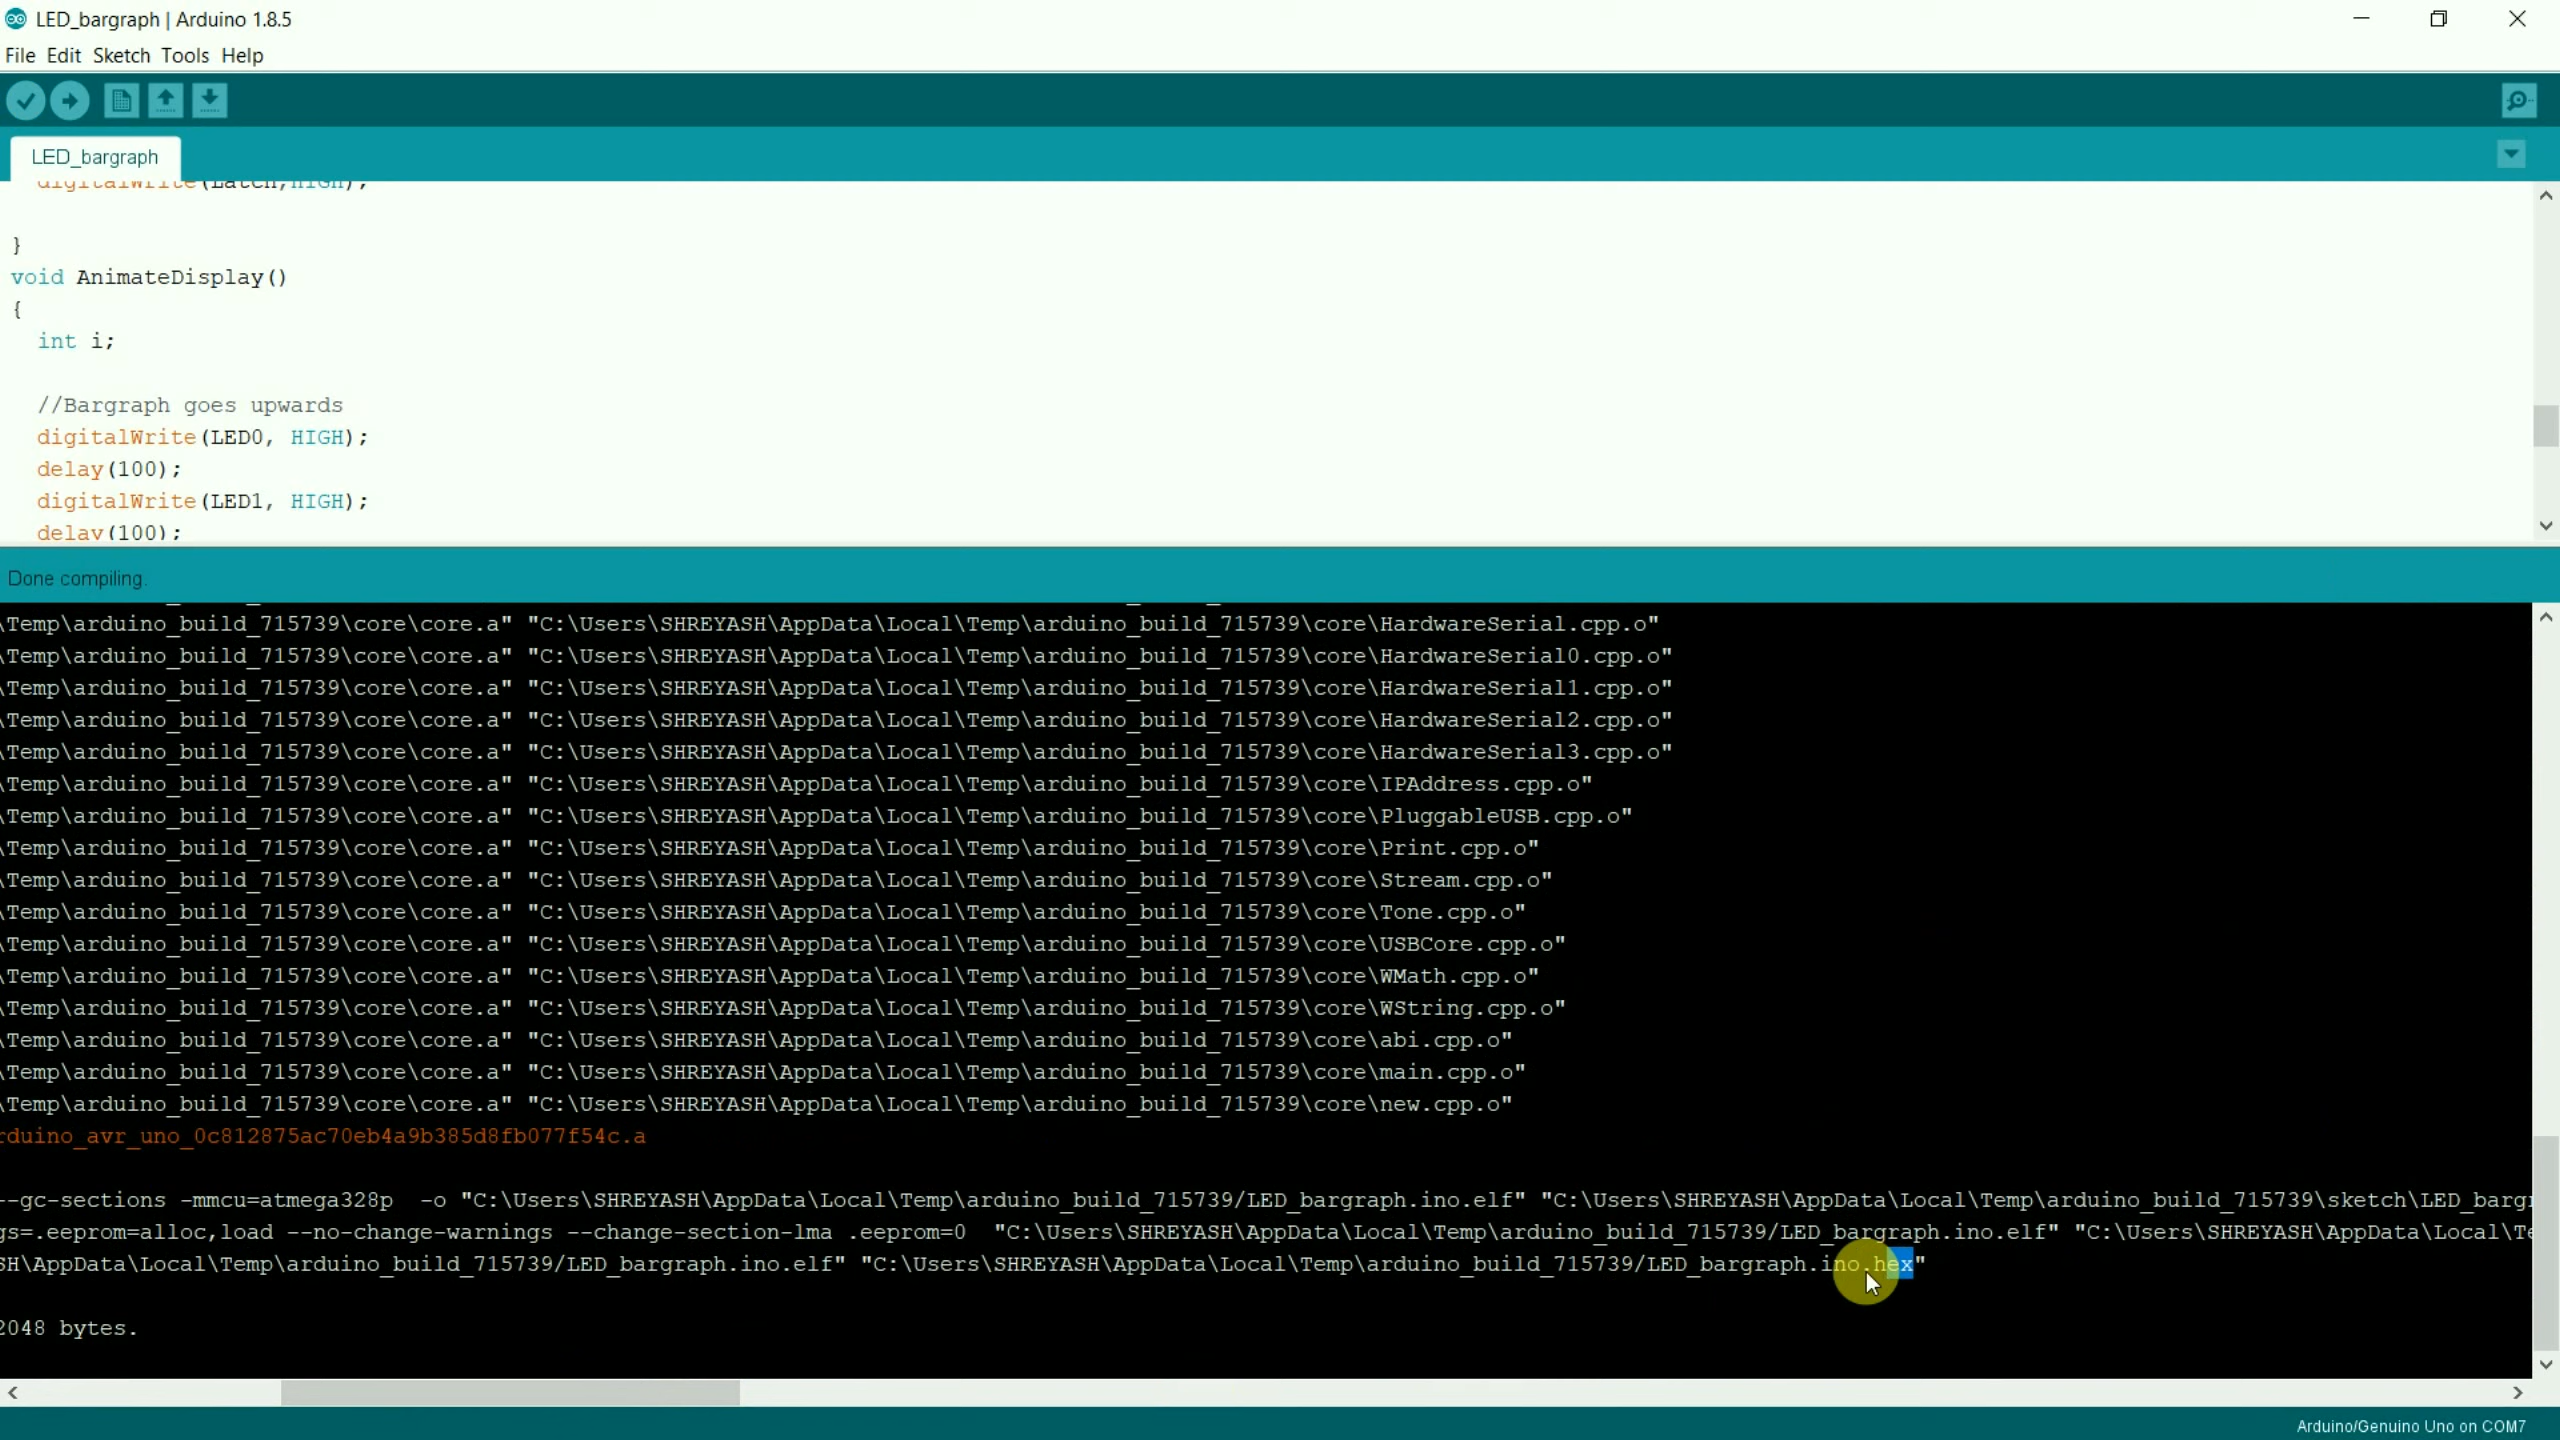 LED_bargraph | Arduino 1.8.5
File Edit Sketch Tools Help
LED_bargraph
digitalWrite(Latch,HIGH);
}
void AnimateDisplay()
{
int i;
//Bargraph goes upwards
digitalWrite(LED0, HIGH);
delay(100);
digitalWrite(LED1, HIGH);
delay(100);
Done compiling.
\Temp\arduino_build_715739\core\core.a" "C:\Users\SHREYASH\AppData\Local\Temp\arduino_build_715739\core\HardwareSerial.cpp.o"
\Temp\arduino_build_715739\core\core.a" "C:\Users\SHREYASH\AppData\Local\Temp\arduino_build_715739\core\HardwareSerial0.cpp.o"
\Temp\arduino_build_715739\core\core.a" "C:\Users\SHREYASH\AppData\Local\Temp\arduino_build_715739\core\HardwareSerial1.cpp.o"
\Temp\arduino_build_715739\core\core.a" "C:\Users\SHREYASH\AppData\Local\Temp\arduino_build_715739\core\HardwareSerial2.cpp.o"
\Temp\arduino_build_715739\core\core.a" "C:\Users\SHREYASH\AppData\Local\Temp\arduino_build_715739\core\HardwareSerial3.cpp.o"
\Temp\arduino_build_715739\core\core.a" "C:\Users\SHREYASH\AppData\Local\Temp\arduino_build_715739\core\IPAddress.cpp.o"
\Temp\arduino_build_715739\core\core.a" "C:\Users\SHREYASH\AppData\Local\Temp\arduino_build_715739\core\PluggableUSB.cpp.o"
\Temp\arduino_build_715739\core\core.a" "C:\Users\SHREYASH\AppData\Local\Temp\arduino_build_715739\core\Print.cpp.o"
\Temp\arduino_build_715739\core\core.a" "C:\Users\SHREYASH\AppData\Local\Temp\arduino_build_715739\core\Stream.cpp.o"
\Temp\arduino_build_715739\core\core.a" "C:\Users\SHREYASH\AppData\Local\Temp\arduino_build_715739\core\Tone.cpp.o"
\Temp\arduino_build_715739\core\core.a" "C:\Users\SHREYASH\AppData\Local\Temp\arduino_build_715739\core\USBCore.cpp.o"
\Temp\arduino_build_715739\core\core.a" "C:\Users\SHREYASH\AppData\Local\Temp\arduino_build_715739\core\WMath.cpp.o"
\Temp\arduino_build_715739\core\core.a" "C:\Users\SHREYASH\AppData\Local\Temp\arduino_build_715739\core\WString.cpp.o"
\Temp\arduino_build_715739\core\core.a" "C:\Users\SHREYASH\AppData\Local\Temp\arduino_build_715739\core\abi.cpp.o"
\Temp\arduino_build_715739\core\core.a" "C:\Users\SHREYASH\AppData\Local\Temp\arduino_build_715739\core\main.cpp.o"
\Temp\arduino_build_715739\core\core.a" "C:\Users\SHREYASH\AppData\Local\Temp\arduino_build_715739\core\new.cpp.o"
rduino_avr_uno_0c812875ac70eb4a9b385d8fb077f54c.a
--gc-sections -mmcu=atmega328p  -o "C:\Users\SHREYASH\AppData\Local\Temp\arduino_build_715739/LED_bargraph.ino.elf" "C:\Users\SHREYASH\AppData\Local\Temp\arduino_build_715739\sketch\LED_bargr
gs=.eeprom=alloc,load --no-change-warnings --change-section-lma .eeprom=0  "C:\Users\SHREYASH\AppData\Local\Temp\arduino_build_715739/LED_bargraph.ino.elf" "C:\Users\SHREYASH\AppData\Local\Te
SH\AppData\Local\Temp\arduino_build_715739/LED_bargraph.ino.elf" "C:\Users\SHREYASH\AppData\Local\Temp\arduino_build_715739/LED_bargraph.ino.hex"
2048 bytes.
Arduino/Genuino Uno on COM7